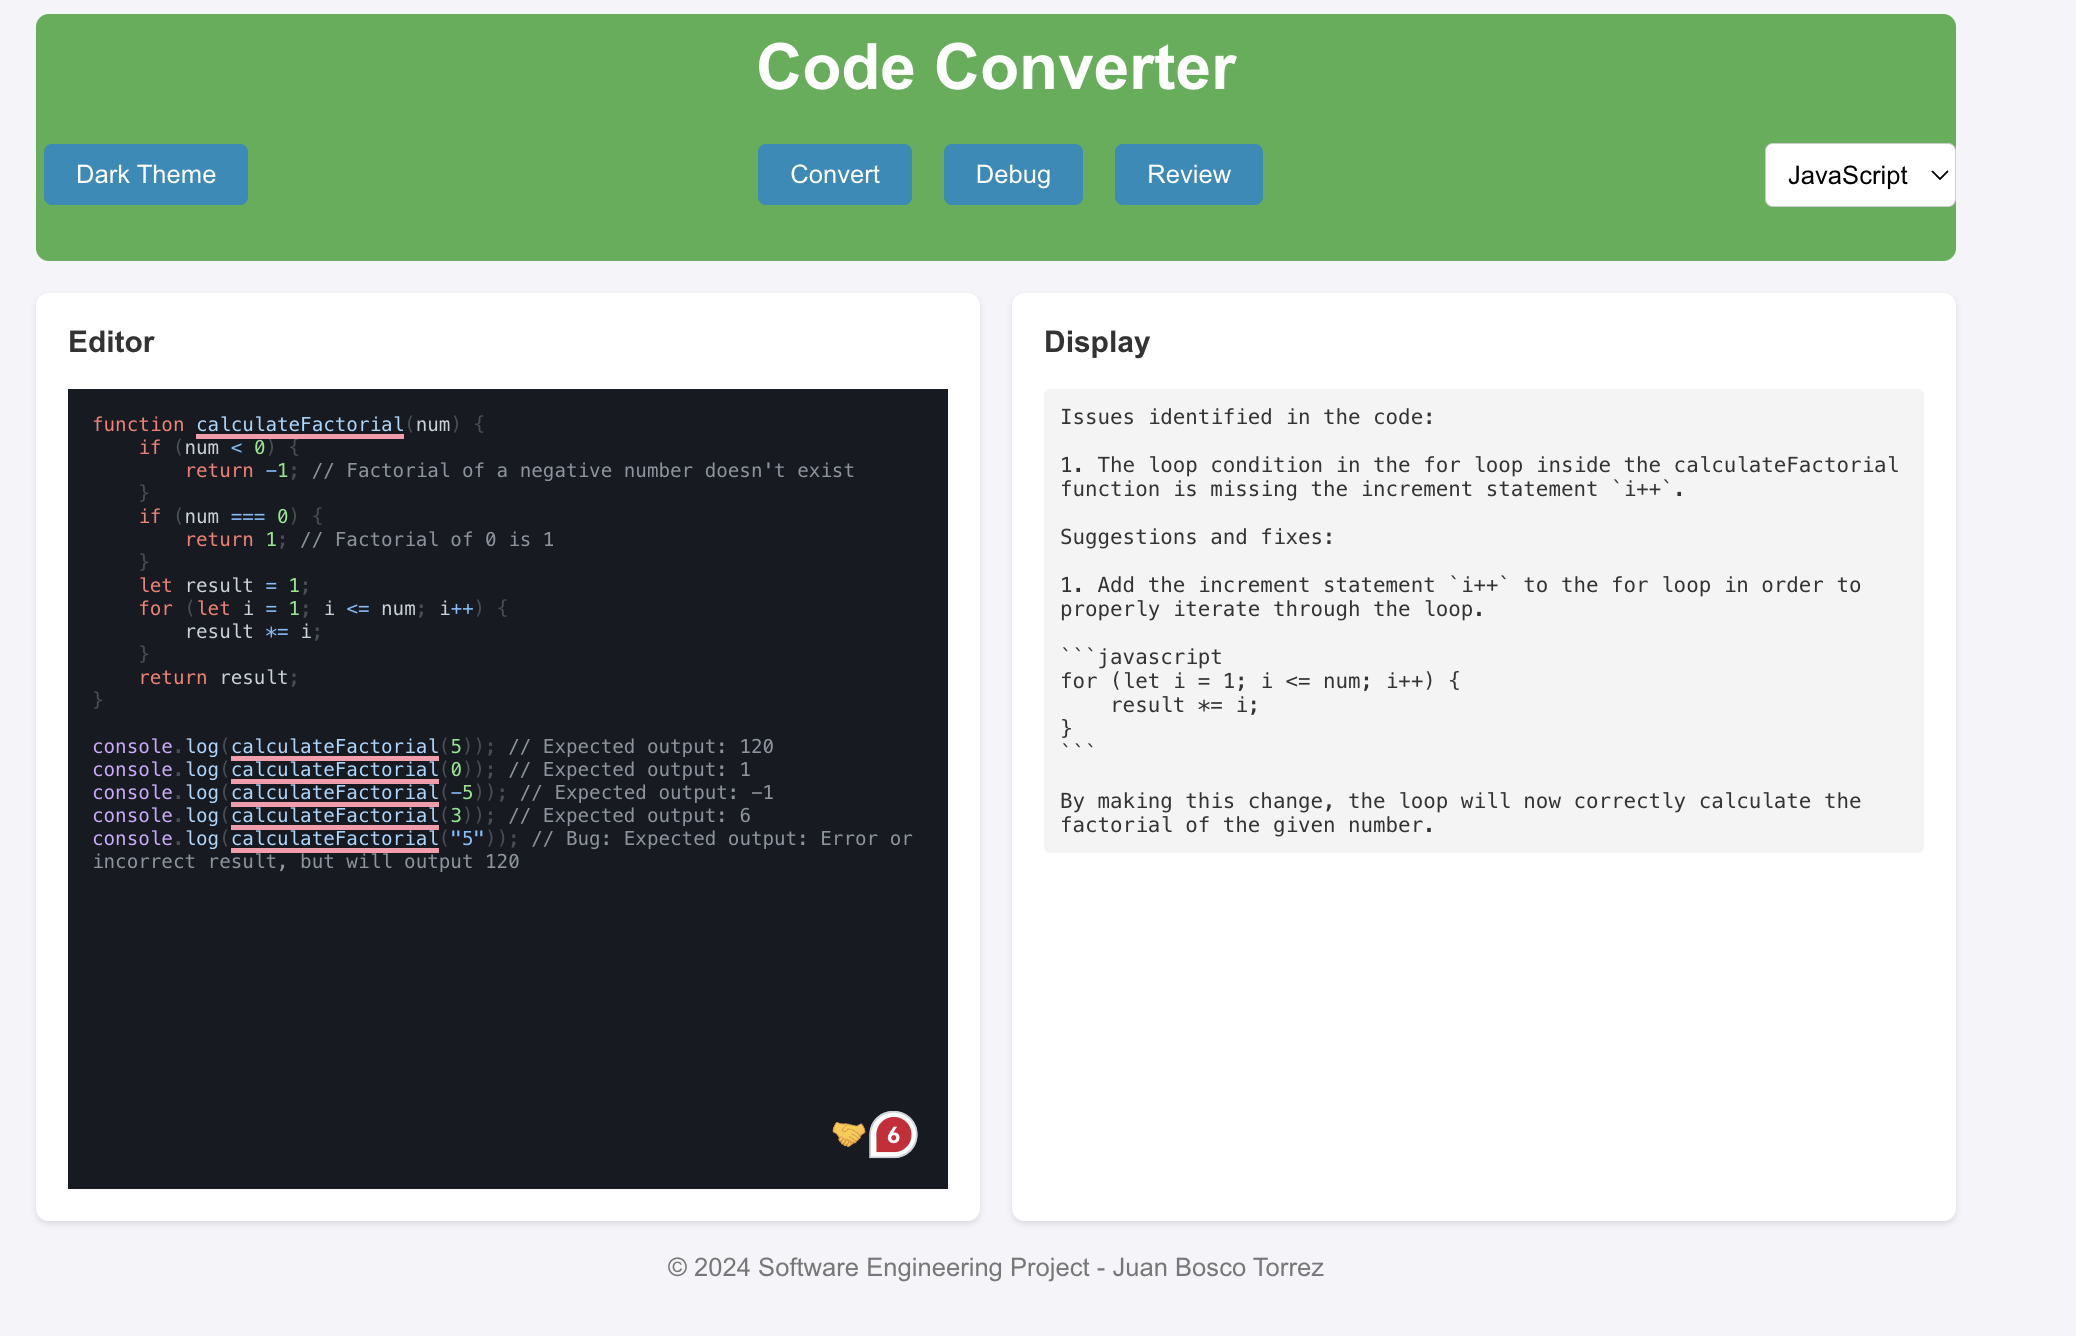 Code Converter
Dark Theme
Convert
Debug
Review
JavaScript
Editor
function calculateFactorial(num) {
    if (num < 0) {
        return -1; // Factorial of a negative number doesn't exist
    }
    if (num === 0) {
        return 1; // Factorial of 0 is 1
    }
    let result = 1;
    for (let i = 1; i <= num; i++) {
        result *= i;
    }
    return result;
}
console.log(calculateFactorial(5)); // Expected output: 120
console.log(calculateFactorial(0)); // Expected output: 1
console.log(calculateFactorial(-5)); // Expected output: -1
console.log(calculateFactorial(3)); // Expected output: 6
console.log(calculateFactorial("5")); // Bug: Expected output: Error or
incorrect result, but will output 120
6
Display
Issues identified in the code:
1. The loop condition in the for loop inside the calculateFactorial
function is missing the increment statement `i++`.
Suggestions and fixes:
1. Add the increment statement `i++` to the for loop in order to
properly iterate through the loop.
```javascript
for (let i = 1; i <= num; i++) {
    result *= i;
}
```
By making this change, the loop will now correctly calculate the
factorial of the given number.
© 2024 Software Engineering Project - Juan Bosco Torrez